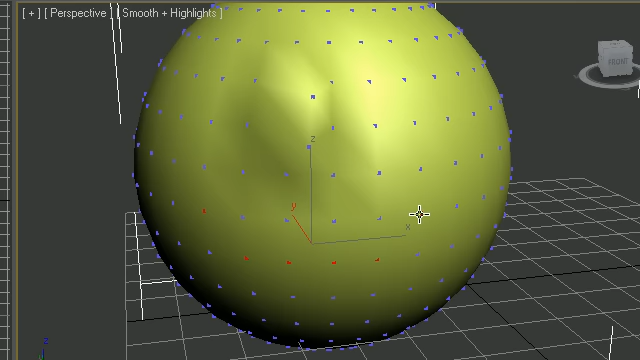 [ + ] [ Perspective ] [ Smooth + Highlights ]
FRONT
z
y
x
z